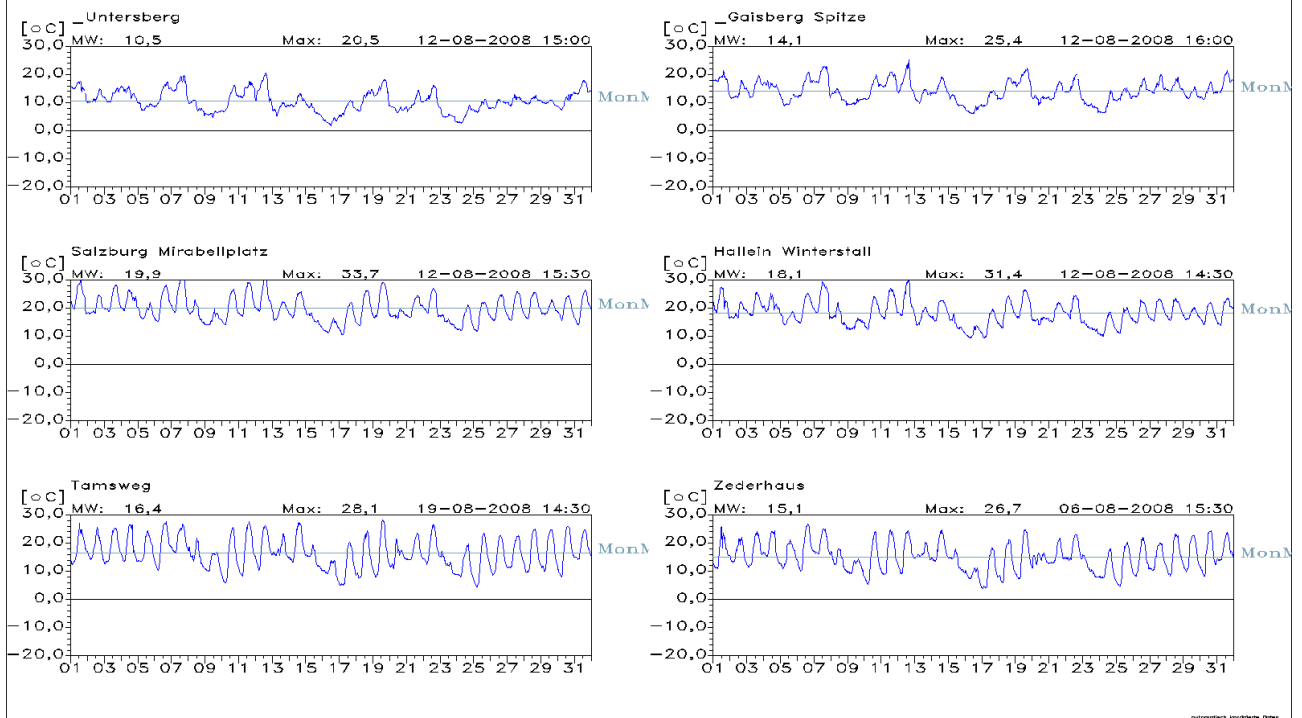 _Untersberg
[°C] MW: 10,5 Max: 20,5 12-08-2008 15:00
30,0
20,0
10,0
0,0
-10,0
-20,0
MonM
01 03 05 07 09 11 13 15 17 19 21 23 25 27 29 31
_Gaisberg Spitze
[°C] MW: 14,1 Max: 25,4 12-08-2008 16:00
30,0
20,0
10,0
0,0
-10,0
-20,0
MonM
01 03 05 07 09 11 13 15 17 19 21 23 25 27 29 31
Salzburg Mirabellplatz
[°C] MW: 19,9 Max: 33,7 12-08-2008 15:30
30,0
20,0
10,0
0,0
-10,0
-20,0
MonM
01 03 05 07 09 11 13 15 17 19 21 23 25 27 29 31
Hallein Winterstall
[°C] MW: 18,1 Max: 31,4 12-08-2008 14:30
30,0
20,0
10,0
0,0
-10,0
-20,0
MonM
01 03 05 07 09 11 13 15 17 19 21 23 25 27 29 31
Tamsweg
[°C] MW: 16,4 Max: 28,1 19-08-2008 14:30
30,0
20,0
10,0
0,0
-10,0
-20,0
MonM
01 03 05 07 09 11 13 15 17 19 21 23 25 27 29 31
Zederhaus
[°C] MW: 15,1 Max: 26,7 06-08-2008 15:30
30,0
20,0
10,0
0,0
-10,0
-20,0
MonM
01 03 05 07 09 11 13 15 17 19 21 23 25 27 29 31